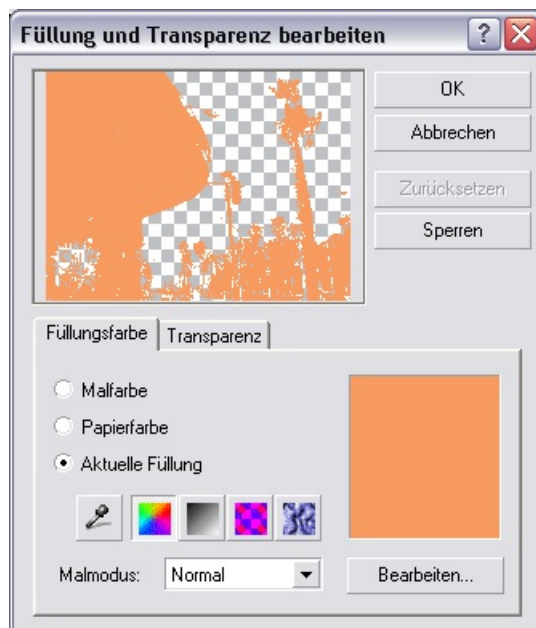 Füllung und Transparenz bearbeiten
OK
Abbrechen
Zurücksetzen
Sperren
Füllungsfarbe
Transparenz
Malfarbe
Papierfarbe
Aktuelle Füllung
Malmodus: Normal
Bearbeiten...